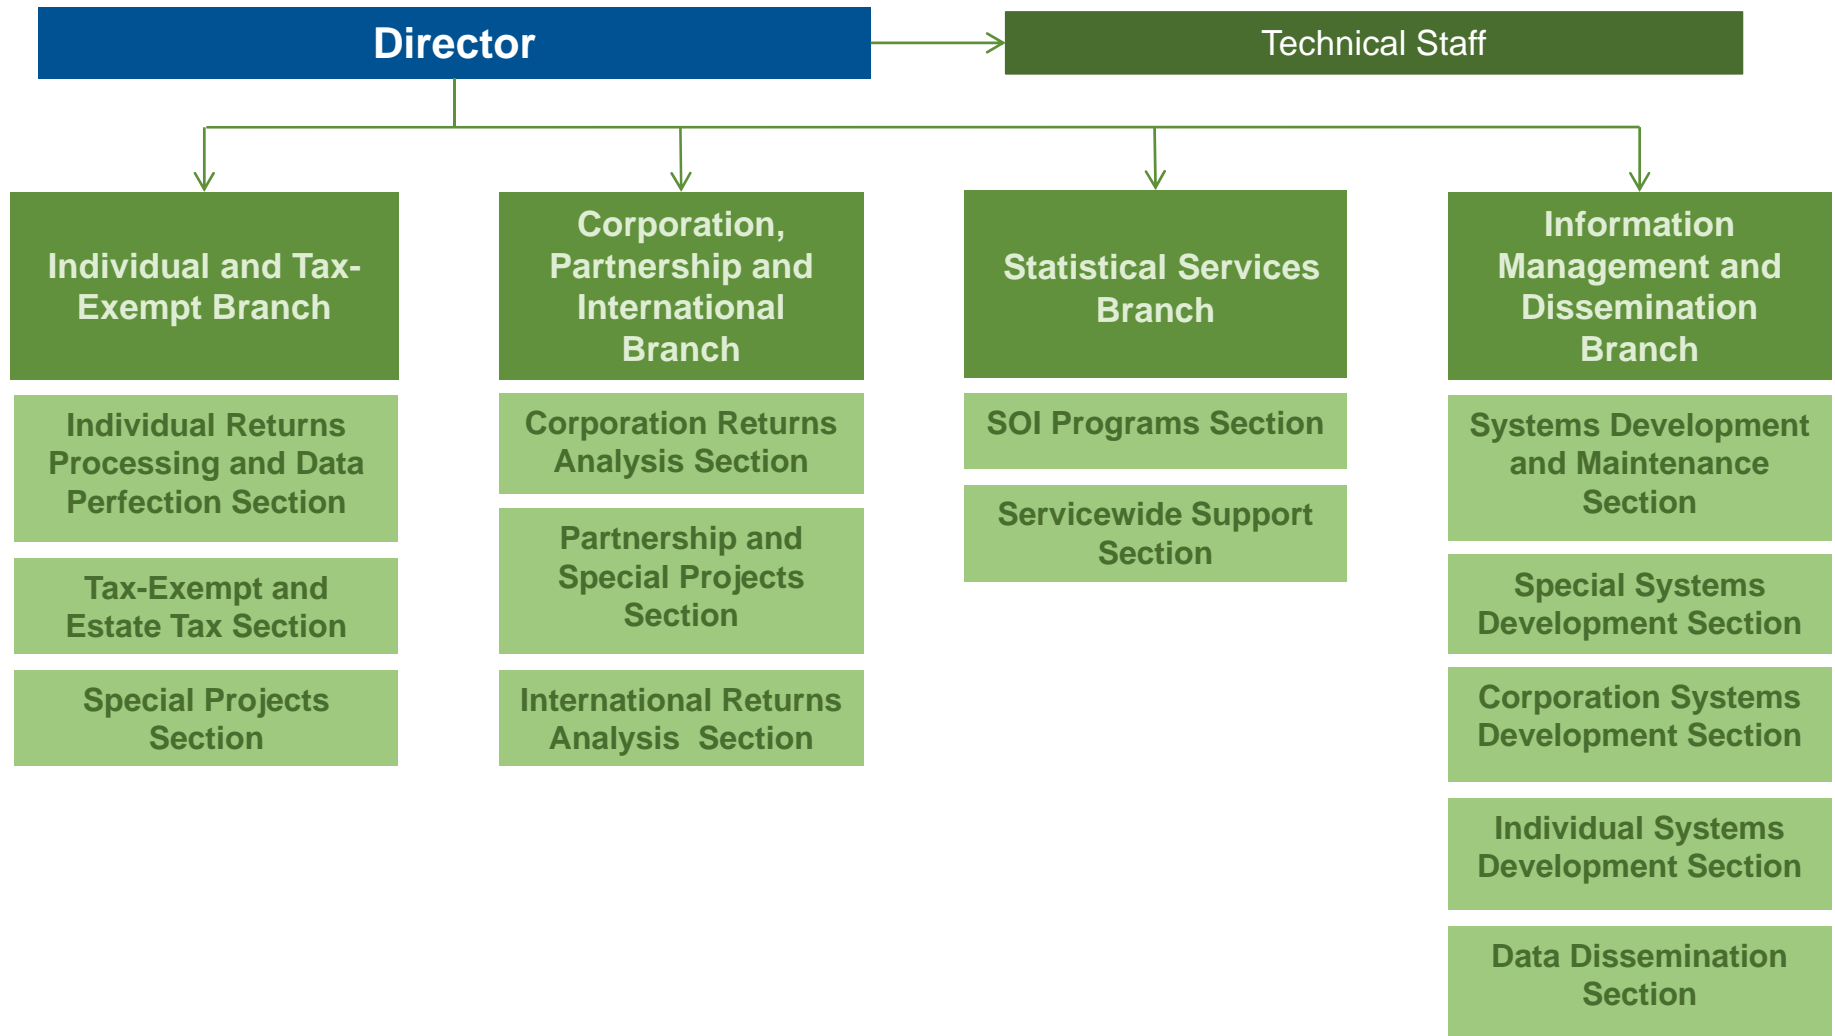 Director
Technical Staff
Individual and Tax-
Exempt Branch
Individual Returns
Processing and Data
Perfection Section
Tax-Exempt and
Estate Tax Section
Special Projects
Section
Corporation,
Partnership and
International
Branch
Corporation Returns
Analysis Section
Partnership and
Special Projects
Section
International Returns
Analysis  Section
Statistical Services
Branch
SOI Programs Section
Servicewide Support
Section
Information
Management and
Dissemination
Branch
Systems Development
and Maintenance
Section
Special Systems
Development Section
Corporation Systems
Development Section
Individual Systems
Development Section
Data Dissemination
Section